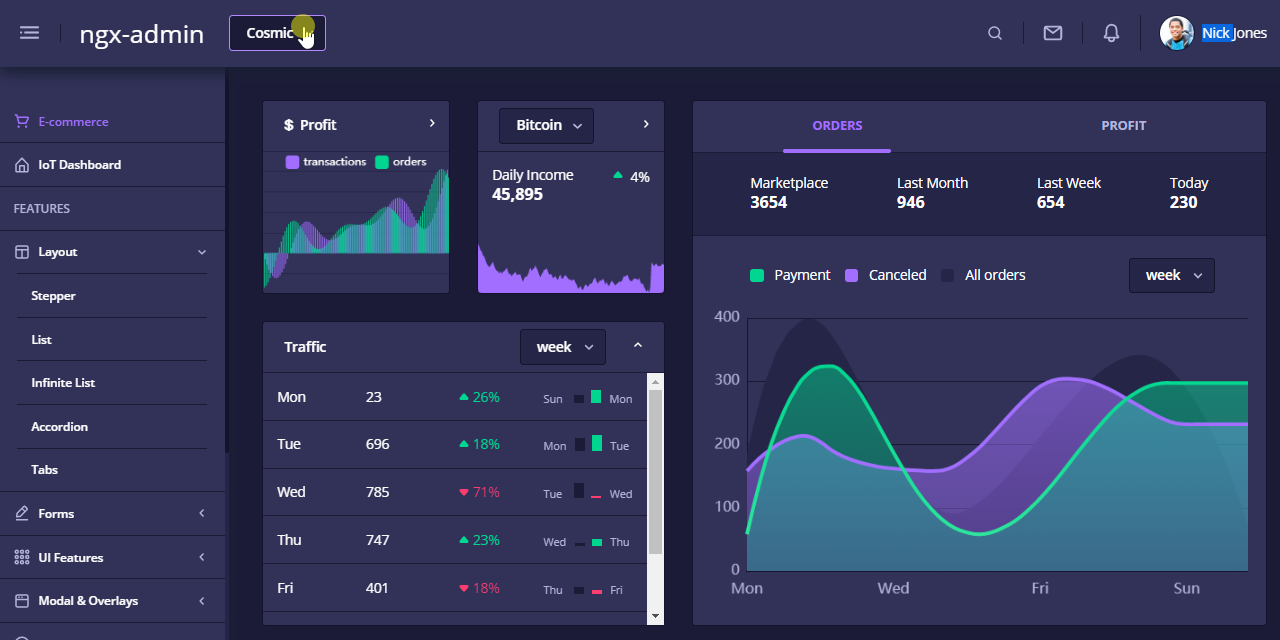 ngx-admin
Cosmic
Nick Jones
E-commerce
IoT Dashboard
FEATURES
Layout
Stepper
List
Infinite List
Accordion
Tabs
Forms
UI Features
Modal & Overlays
$ Profit
transactions orders
Bitcoin
Daily Income
45,895
4%
Traffic
week
Mon 23 26% Sun Mon
Tue 696 18% Mon Tue
Wed 785 71% Tue Wed
Thu 747 23% Wed Thu
Fri 401 18% Thu Fri
ORDERS PROFIT
Marketplace Last Month Last Week Today
3654 946 654 230
Payment Canceled All orders
week
400
300
200
100
0
Mon Wed Fri Sun